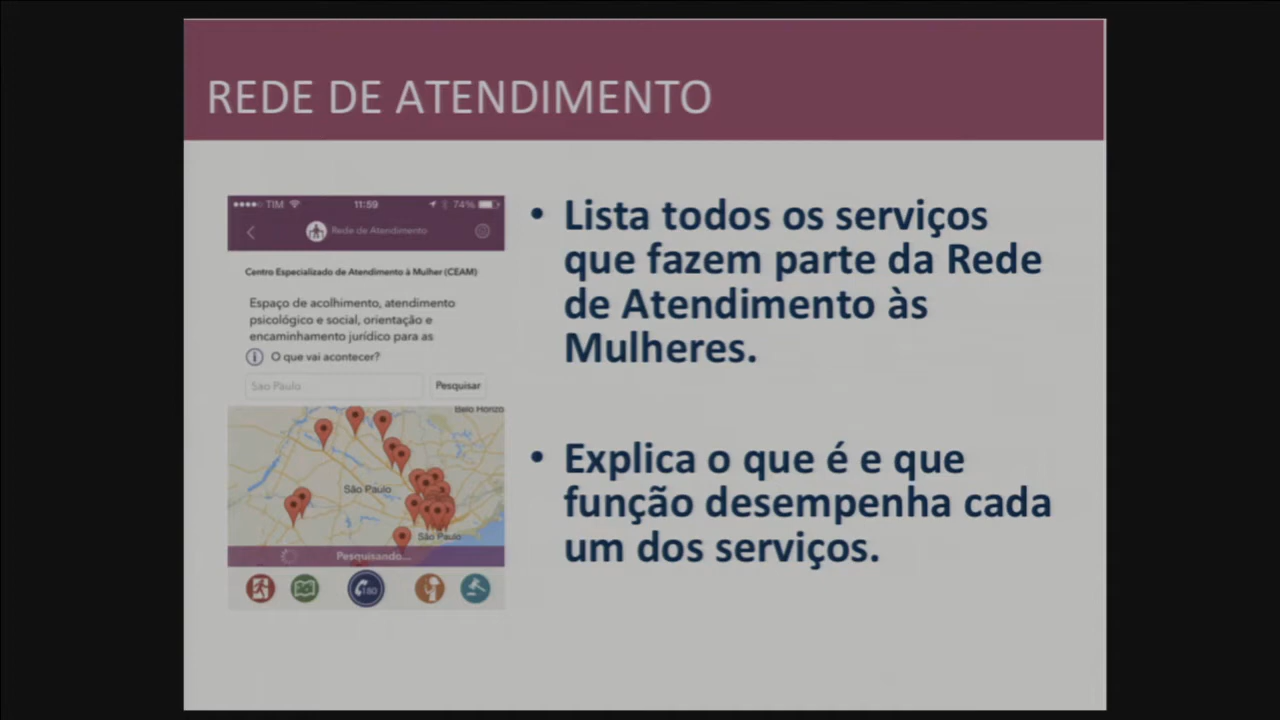 REDE DE ATENDIMENTO
TIM 11:59 74%
Rede de Atendimento
Centro Especializado de Atendimento à Mulher (CEAM)
Espaço de acolhimento, atendimento
psicológico e social, orientação e
encaminhamento jurídico para as
O que vai acontecer?
São Paulo Pesquisar
Belo Horizo
São Paulo
São Paulo
Pesquisando...
180
• Lista todos os serviços
que fazem parte da Rede
de Atendimento às
Mulheres.
• Explica o que é e que
função desempenha cada
um dos serviços.